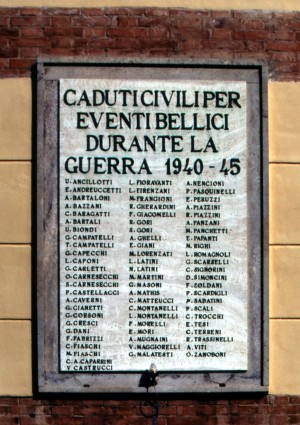 CADUTI CIVILI PER
EVENTI BELLICI
DURANTE LA
GUERRA 1940-45
U. ANCILLOTTI
E. ANDREUCCETTI
A. BARTALONI
A. BAZZANI
C. BARAGATTI
A. BARTALI
U. BIONDI
G. CAMPATELLI
T. CAMPATELLI
G. CAPECCHI
L. CAPONI
G. CARLETTI
M. CARNESECCHI
S. CARNESECCHI
P. CASTELLACCI
A. CAVERNI
G. CIANETTI
G. CORSONI
G. CRESCI
G. DANI
F. FABRIZZI
C. FIASCHI
M. FIASCHI
C. A. CAPARRINI
V. CASTRUCCI
L. FIORAVANTI
L. FIRENZANI
M. FRANGIONI
R. GHERARDINI
F. GIACOMELLI
R. GORI
S. GORI
A. GRELLI
E. GIANI
M. LORENZATI
L. LATINI
N. LATINI
M. MARTINI
G. MASONI
A. MATHIS
C. MATTEUCCI
C. MONTANELLI
I. MONTANELLI
F. MORELLI
E. MORI
A. MUGNAINI
V. MAGGIORELLI
G. MALATESTI
A. NENCIONI
P. PASQUINELLI
E. PERUZZI
A. PIAZZINI
R. PIAZZINI
A. PANZANI
M. PANCHETTI
E. PAPANTI
M. RIGHI
L. ROMAGNOLI
G. SCARSELLI
C. SIGNORINI
D. SIMONCINI
F. SOLDANI
P. SCARDIGLI
P. SABATINI
P. SCALI
C. TROCCHI
E. TESI
C. TERRENI
R. TRASSINELLI
A. VITI
O. ZANOBONI